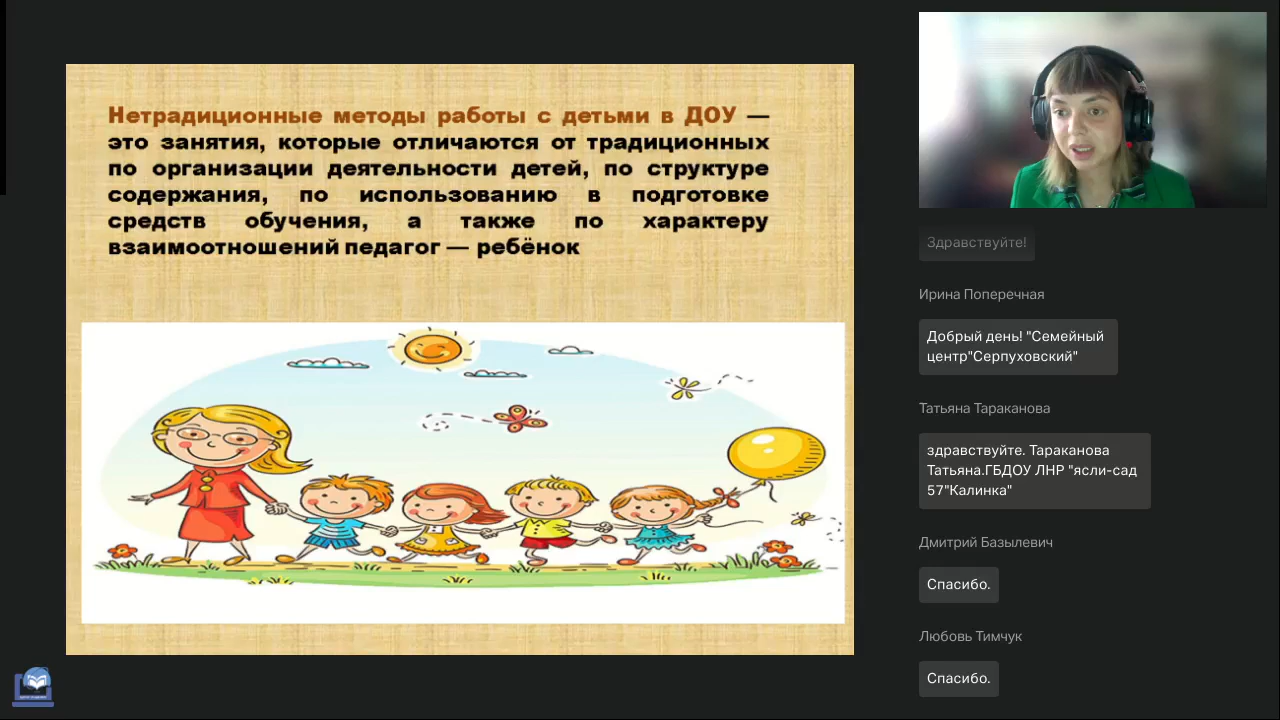 Нетрадиционные методы работы с детьми в ДОУ —
это занятия, которые отличаются от традиционных
по организации деятельности детей, по структуре
содержания, по использованию в подготовке
средств обучения, а также по характеру
взаимоотношений педагог — ребёнок
Здравствуйте!
Ирина Поперечная
Добрый день! "Семейный
центр"Серпуховский"
Татьяна Тараканова
здравствуйте. Тараканова
Татьяна.ГБДОУ ЛНР "ясли-сад
57"Калинка"
Дмитрий Базылевич
Спасибо.
Любовь Тимчук
Спасибо.